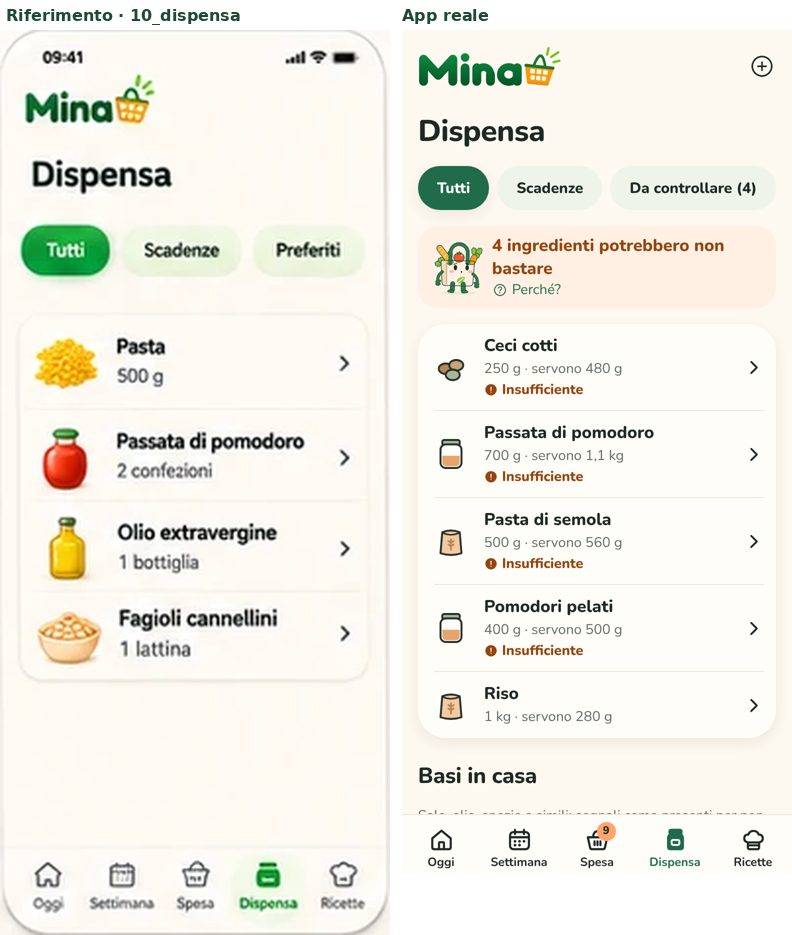 Riferimento · 10_dispensa
09:41
Mina
Dispensa
Tutti
Scadenze
Preferiti
Pasta
500 g
Passata di pomodoro
2 confezioni
Olio extravergine
1 bottiglia
Fagioli cannellini
1 lattina
Oggi
Settimana
Spesa
Dispensa
Ricette
App reale
Mina
Dispensa
Tutti
Scadenze
Da controllare (4)
4 ingredienti potrebbero non
bastare
Perché?
Ceci cotti
250 g · servono 480 g
Insufficiente
Passata di pomodoro
700 g · servono 1,1 kg
Insufficiente
Pasta di semola
500 g · servono 560 g
Insufficiente
Pomodori pelati
400 g · servono 500 g
Insufficiente
Riso
1 kg · servono 280 g
Basi in casa
9
Oggi
Settimana
Spesa
Dispensa
Ricette